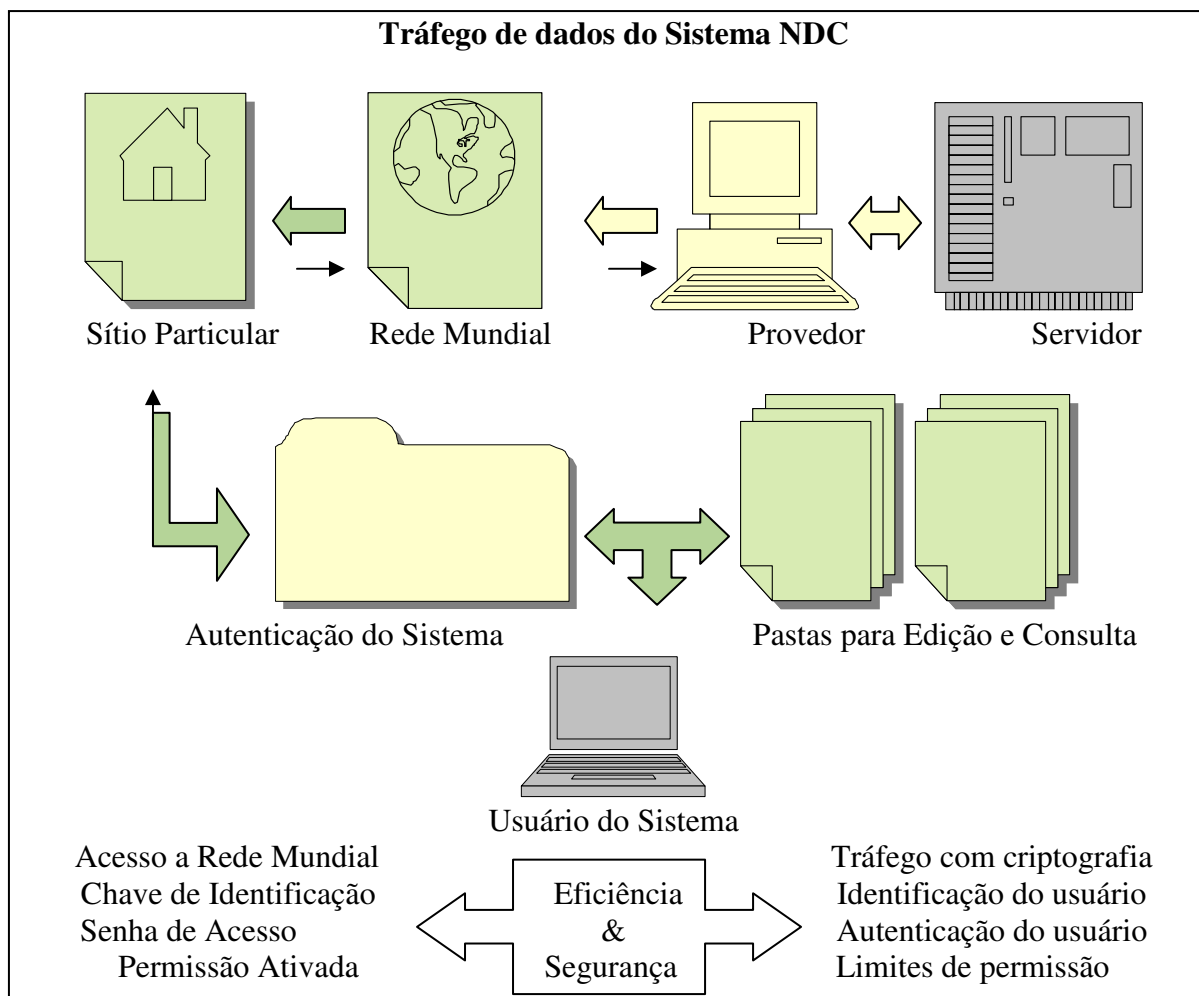 Tráfego de dados do Sistema NDC
Sítio Particular
Rede Mundial
Provedor
Servidor
Autenticação do Sistema
Pastas para Edição e Consulta
Usuário do Sistema
Acesso a Rede Mundial
Chave de Identificação
Senha de Acesso
Permissão Ativada
Eficiência
&
Segurança
Tráfego com criptografia
Identificação do usuário
Autenticação do usuário
Limites de permissão